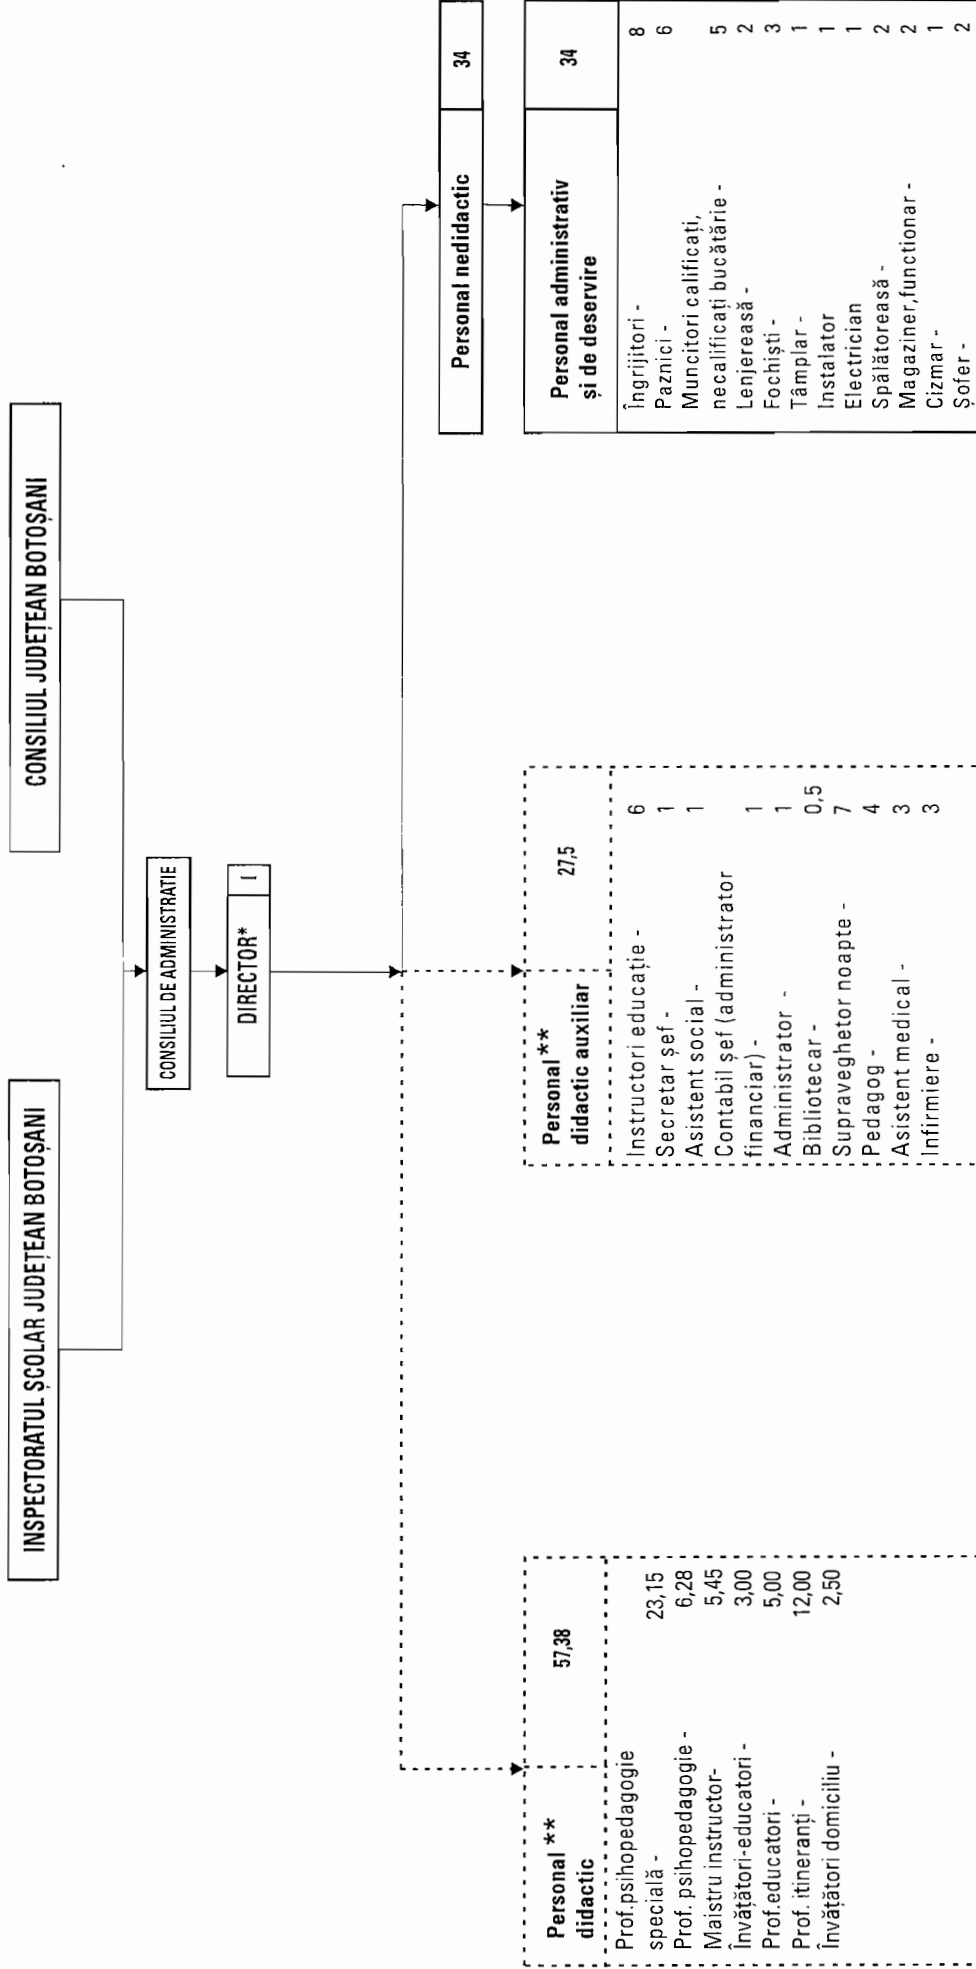 INSPECTORATUL ȘCOLAR JUDEȚEAN BOTOȘANI
CONSILIUL JUDEȚEAN BOTOȘANI
CONSILIUL DE ADMINISTRATIE
DIRECTOR* 1
Personal ** didactic 57,38
Prof.psihopedagogie
specială - 23,15
Prof. psihopedagogie - 6,28
Maistru instructor- 5,45
Învățători-educatori - 3,00
Prof.educatori - 5,00
Prof. itineranți - 12,00
Învățători domiciliu - 2,50
Personal ** didactic auxiliar 27,5
Instructori educație - 6
Secretar șef - 1
Asistent social - 1
Contabil șef (administrator
financiar) - 1
Administrator - 1
Bibliotecar - 0,5
Supraveghetor noapte - 7
Pedagog - 4
Asistent medical - 3
Infirmiere - 3
Personal nedidactic 34
Personal administrativ
și de deservire 34
Îngrijitori - 8
Paznici - 6
Muncitori calificați,
necalificați bucătărie - 5
Lenjerează - 2
Fochiști - 3
Tâmplar - 1
Instalator 1
Electrician 1
Spălătoreasă - 2
Magaziner,functionar - 2
Cizmar - 1
Șofer - 2